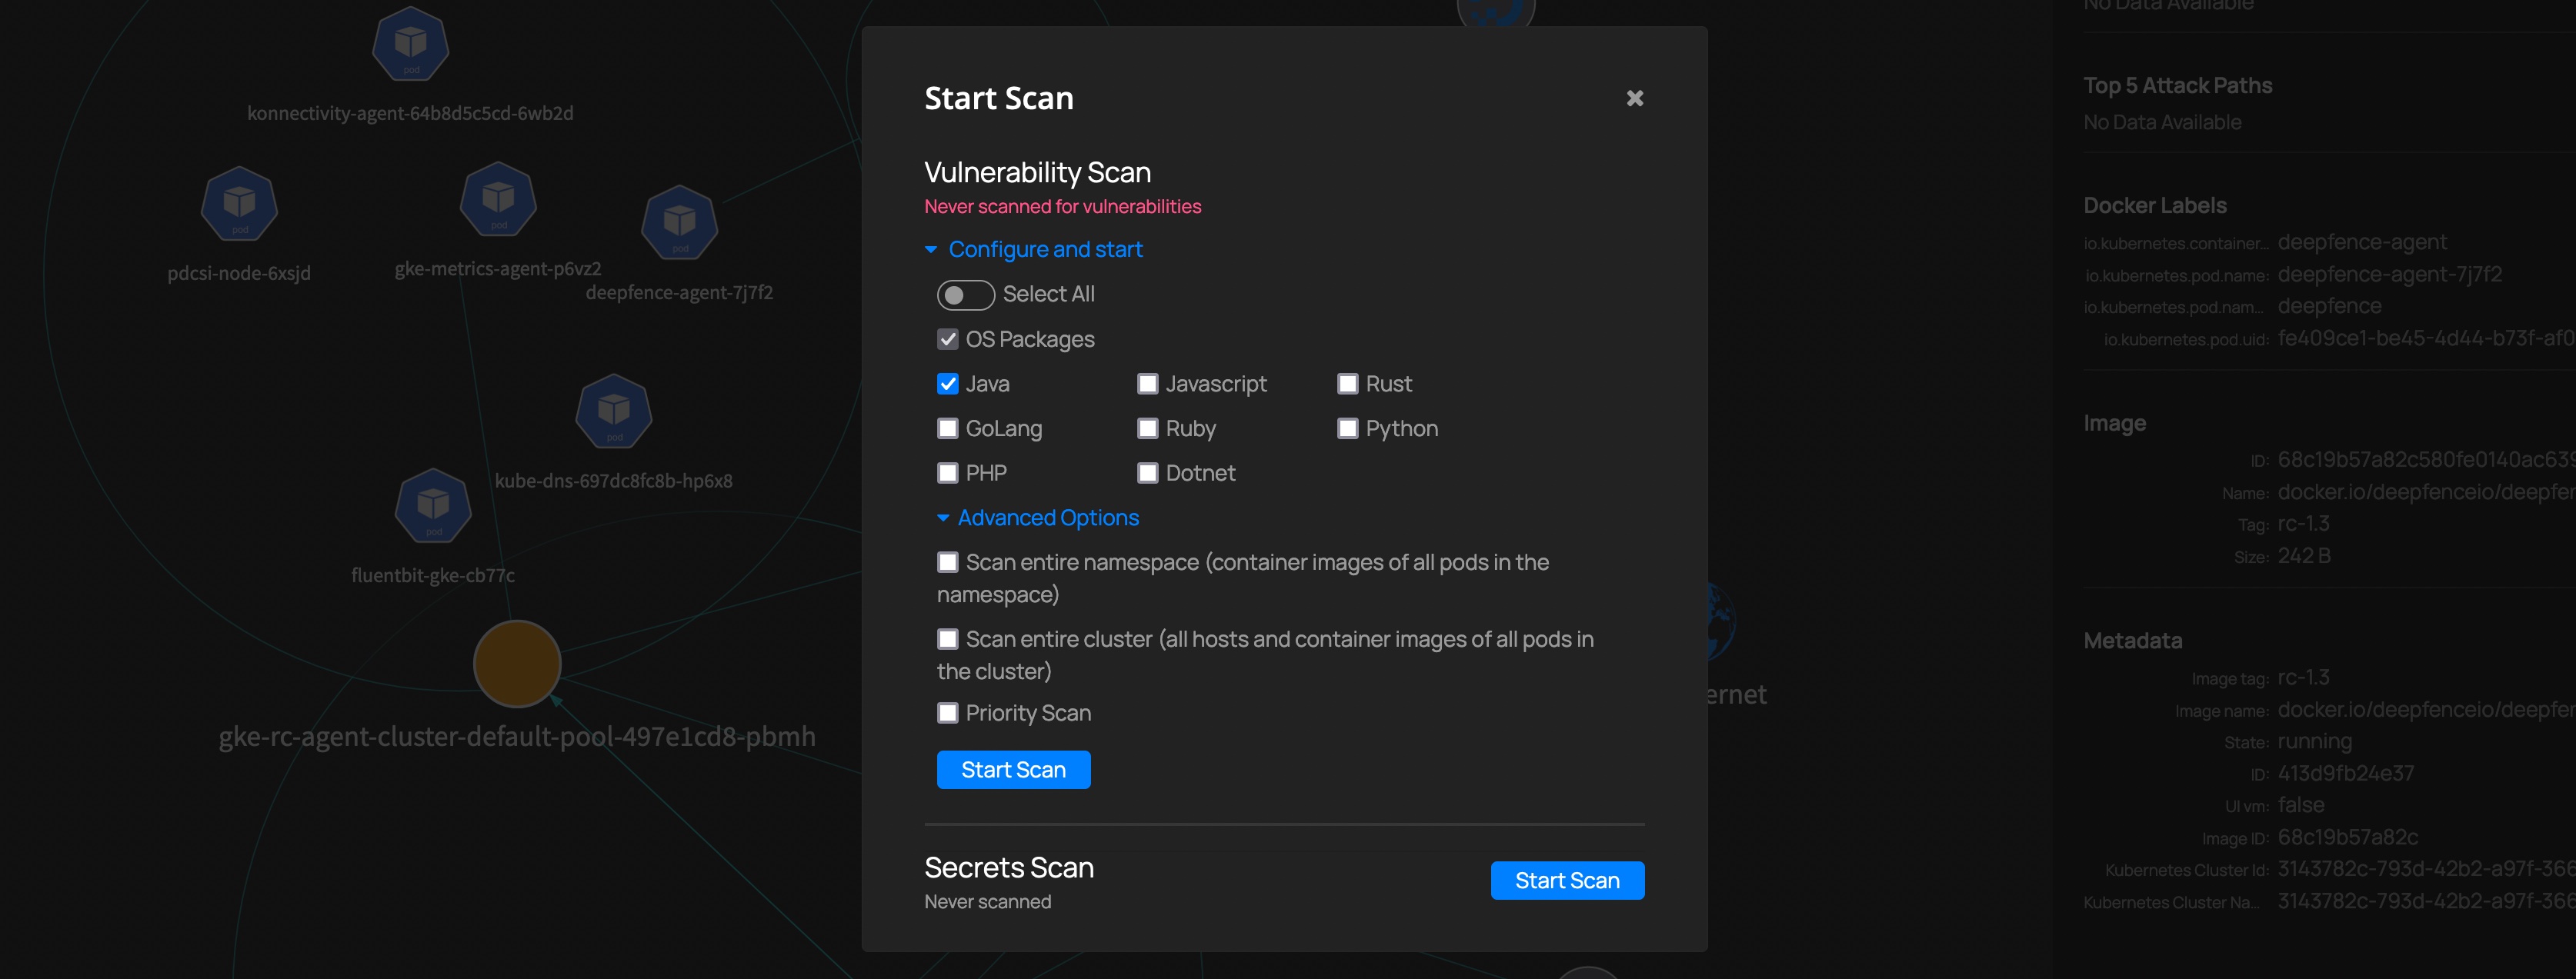 pod
konnectivity-agent-64b8d5c5cd-6wb2d
pod
pdcsi-node-6xsjd
pod
gke-metrics-agent-p6vz2
pod
deepfence-agent-7j7f2
pod
kube-dns-697dc8fc8b-hp6x8
pod
fluentbit-gke-cb77c
gke-rc-agent-cluster-default-pool-497e1cd8-pbmh
Start Scan
Vulnerability Scan
Never scanned for vulnerabilities
Configure and start
Select All
OS Packages
Java Javascript Rust
GoLang Ruby Python
PHP Dotnet
Advanced Options
Scan entire namespace (container images of all pods in the
namespace)
Scan entire cluster (all hosts and container images of all pods in
the cluster)
Priority Scan
Start Scan
Secrets Scan
Start Scan
Never scanned
ernet
No Data Available
Top 5 Attack Paths
No Data Available
Docker Labels
io.kubernetes.container... deepfence-agent
io.kubernetes.pod.name: deepfence-agent-7j7f2
io.kubernetes.pod.nam... deepfence
io.kubernetes.pod.uid: fe409ce1-be45-4d44-b73f-af0
Image
ID: 68c19b57a82c580fe0140ac639
Name: docker.io/deepfenceio/deepfen
Tag: rc-1.3
Size: 242 B
Metadata
Image tag: rc-1.3
Image name: docker.io/deepfenceio/deepfen
State: running
ID: 413d9fb24e37
UI vm: false
Image ID: 68c19b57a82c
Kubernetes Cluster Id: 3143782c-793d-42b2-a97f-366
Kubernetes Cluster Na... 3143782c-793d-42b2-a97f-366